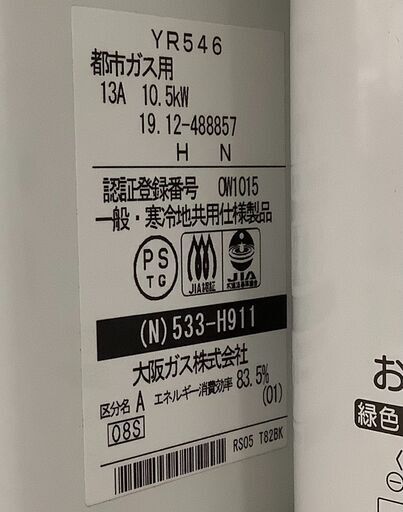 YR546
都市ガス用
13A 10.5kW
19.12-488857
H N
認証登録番号 OW1015
一般・寒冷地共用仕様製品
PS
TG
JIA認証
JIA
(N)533-H911
大阪ガス株式会社
区分名 A エネルギー消費効率 83.5%
(01)
08S
RS05 T82BK
お
緑色